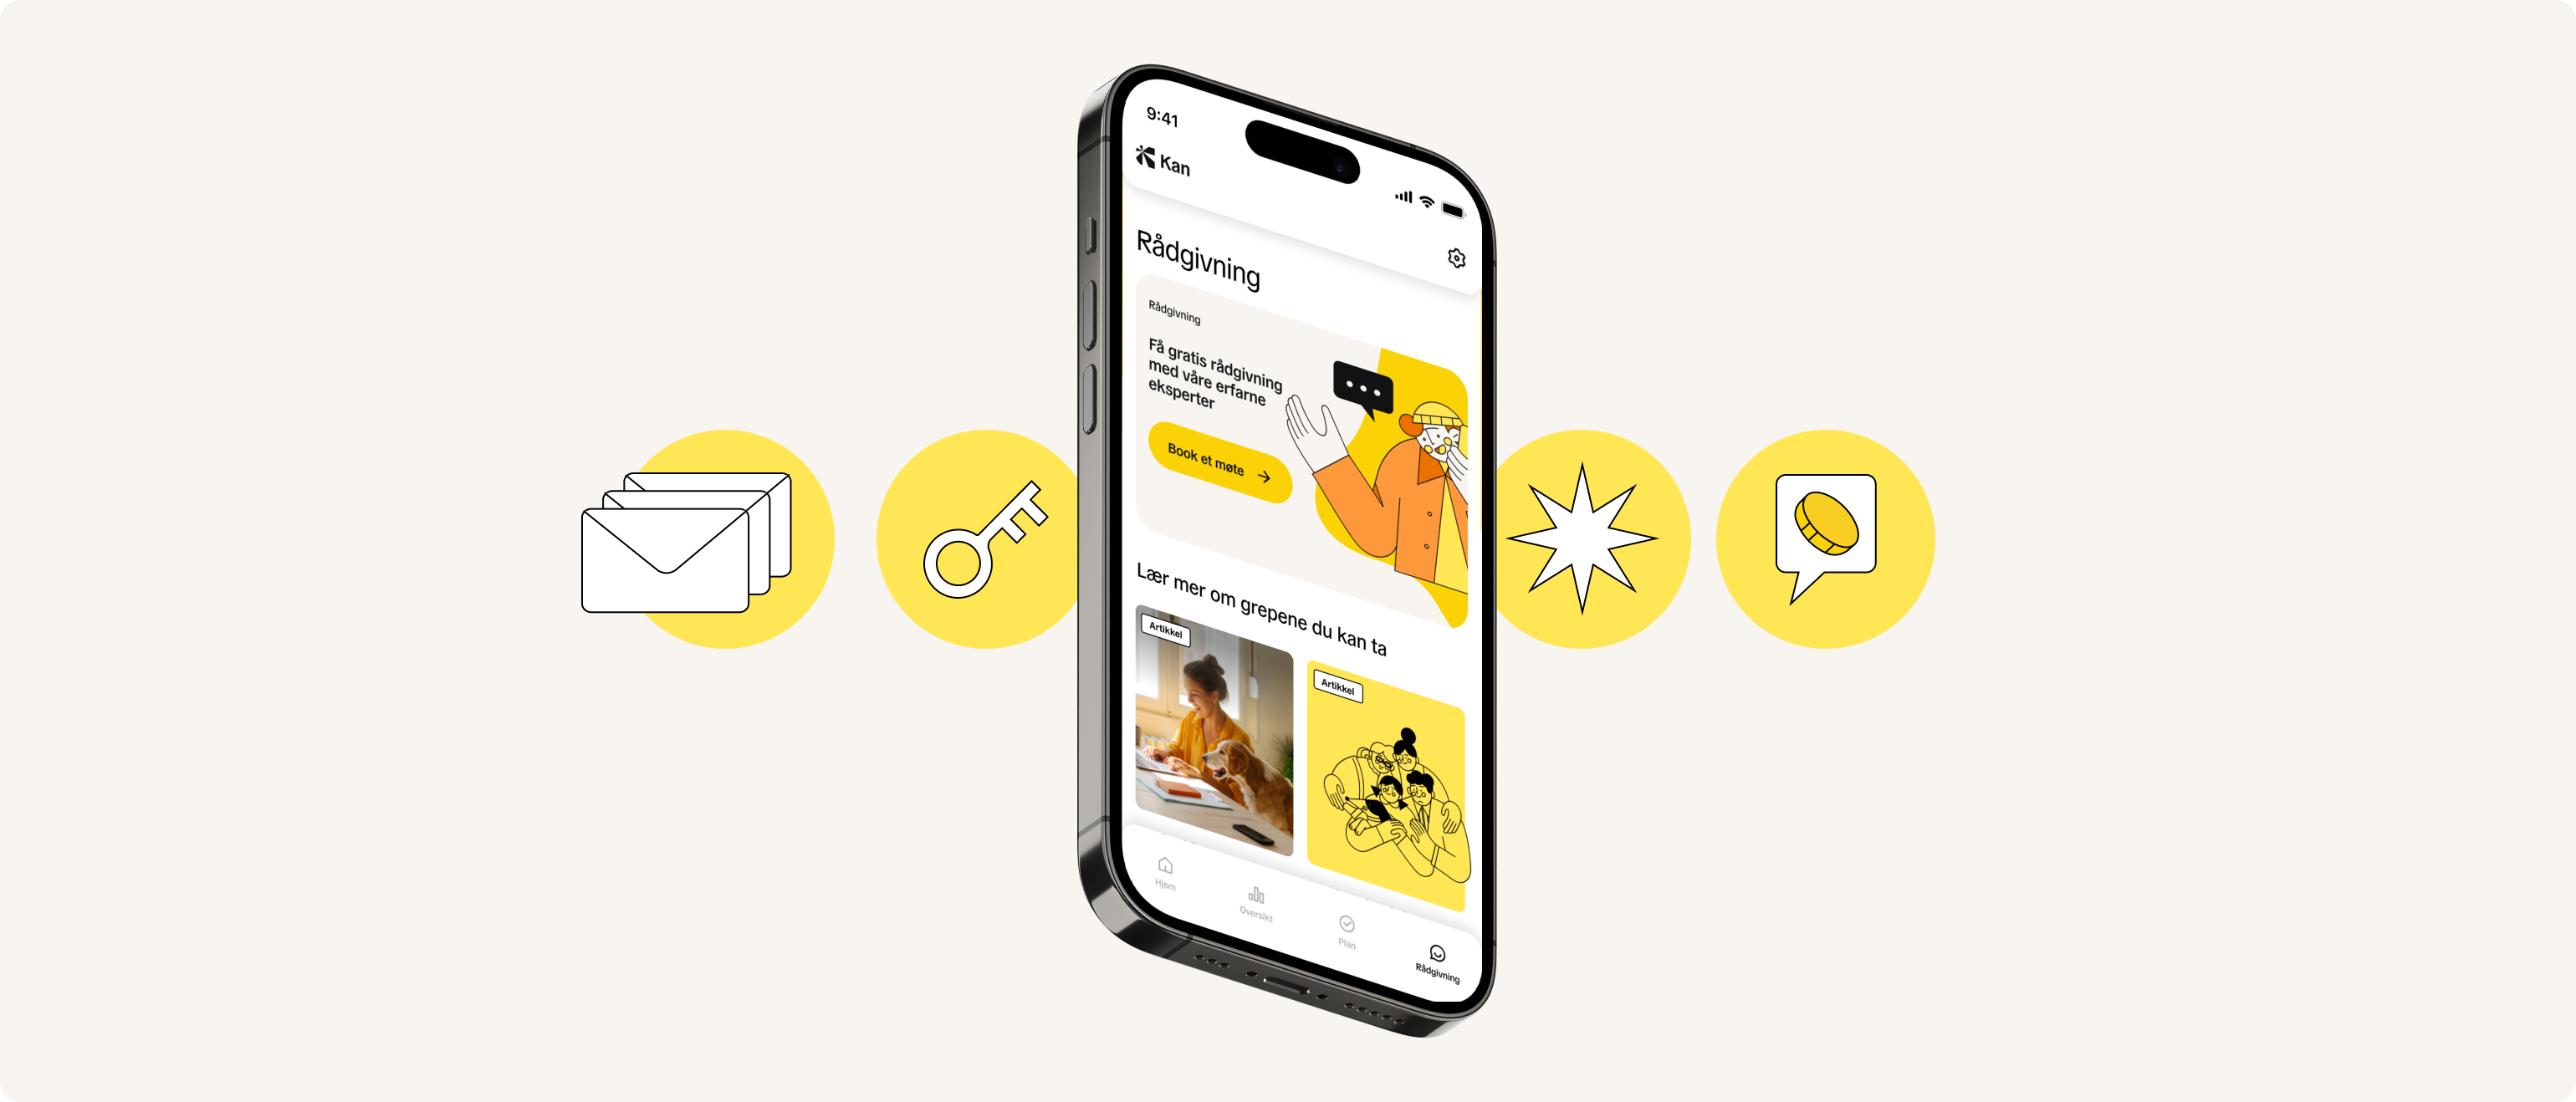 9:41
Kan
Rådgivning
Rådgivning
Få gratis rådgivning
med våre erfarne
eksperter
Book et møte
Lær mer om grepene du kan ta
Artikkel
Artikkel
Hjem
Oversikt
Plan
Rådgivning